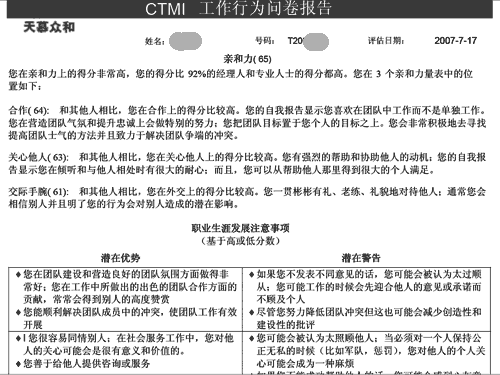 CTMI 工作行为问卷报告
天慕众和
姓名: 号码: T20 评估日期: 2007-7-17
亲和力(65)
您在亲和力上的得分非常高，您的得分比 92%的经理人和专业人士的得分都高。您在 3 个亲和力量表中的位
置如下：
合作(64): 和其他人相比，您在合作上的得分比较高。您的自我报告显示您喜欢在团队中工作而不是单独工作。
您在营造团队气氛和提升忠诚上会做特别的努力；您把团队目标置于您个人的目标之上。您会非常积极地去寻找
提高团队士气的方法并且致力于解决团队争端的冲突。
关心他人(63): 和其他人相比，您在关心他人上的得分比较高。您有强烈的帮助和协助他人的动机；您的自我报
告显示您在倾听和与他人相处时有很大的耐心；而且，您可以从帮助他人那里得到很大的个人满足。
交际手腕(61): 和其他人相比，您在外交上的得分比较高。您一贯彬彬有礼、老练、礼貌地对待他人；通常您会
相信别人并且明了您的行为会对别人造成的潜在影响。
职业生涯发展注意事项
（基于高或低分数）
潜在优势
♦您在团队建设和营造良好的团队氛围方面做得非
常好；您在工作中所做出的出色的团队合作方面的
贡献，常常会得到别人的高度赞赏
♦您能顺利解决团队成员中的冲突，使团队工作有效
开展
♦I 您很容易同情别人；在社会服务工作中，您对他
人的关心可能会是很有意义和价值的。
♦您善于给他人提供咨询或服务
潜在警告
♦如果您不发表不同意见的话，您可能会被认为太过顺
从；您可能工作的时候会先迎合他人的意见或承诺而
不顾及个人
♦尽管您努力降低团队冲突但这也可能会减少创造性和
建设性的批评
♦您可能会被认为太照顾他人；当必须对一个人保持公
正无私的时候（比如军队，惩罚），您对他人的个人关
心可能会成为一种麻烦